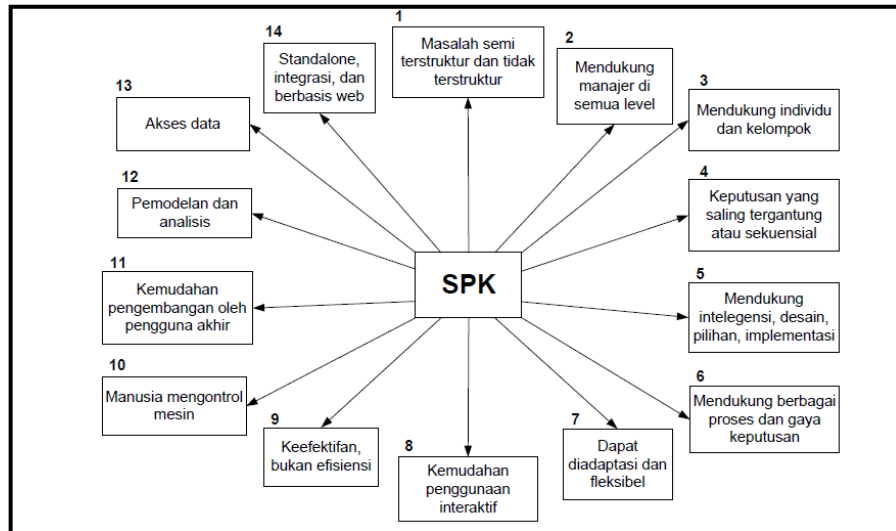 1
Masalah semi
terstruktur dan tidak
terstruktur
2
Mendukung
manajer di
semua level
3
Mendukung individu
dan kelompok
4
Keputusan yang
saling tergantung
atau sekuensial
5
Mendukung
intelegensi, desain,
pilihan, implementasi
6
Mendukung berbagai
proses dan gaya
keputusan
7
Dapat
diadaptasi dan
fleksibel
8
Kemudahan
penggunaan
interaktif
9
Keefektifan,
bukan efisiensi
10
Manusia mengontrol
mesin
11
Kemudahan
pengembangan oleh
pengguna akhir
12
Pemodelan dan
analisis
13
Akses data
14
Standalone,
integrasi, dan
berbasis web
SPK